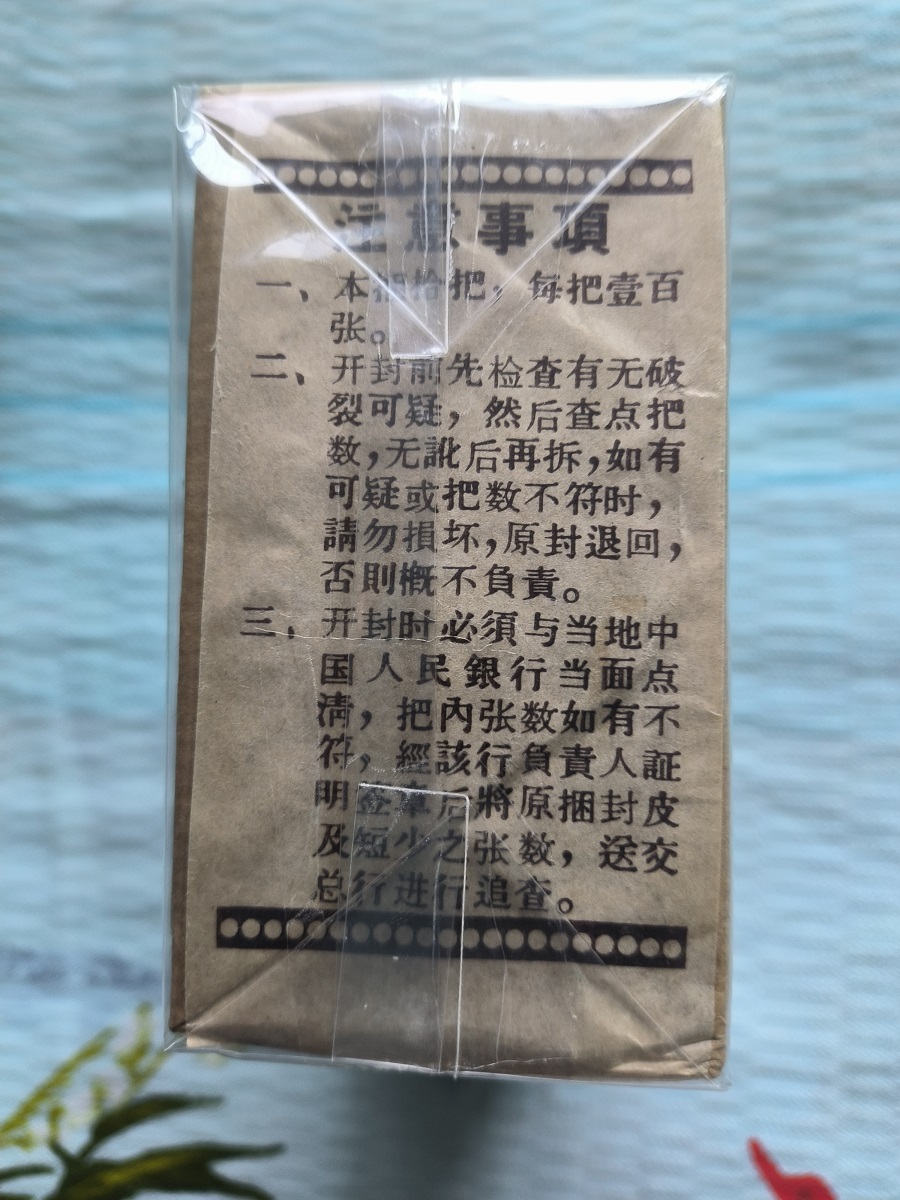 注意事項
一、本捆拾把，每把壹百
张。
二、开封前先检查有无破
裂可疑，然后查点把
数，无訛后再拆，如有
可疑或把数不符时，
請勿損坏，原封退回，
否則槪不負責。
三、开封时必須与当地中
国人民銀行当面点
淸，把內张数如有不
符，經該行負責人証
明签章后將原捆封皮
及短少之张数，送交
总行进行追查。